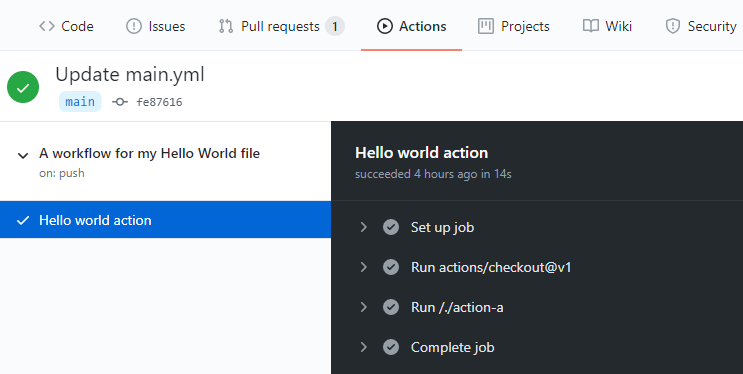 Code Issues Pull requests 1 Actions Projects Wiki Security
Update main.yml
main fe87616
A workflow for my Hello World file
on: push
Hello world action
Hello world action
succeeded 4 hours ago in 14s
Set up job
Run actions/checkout@v1
Run /./action-a
Complete job